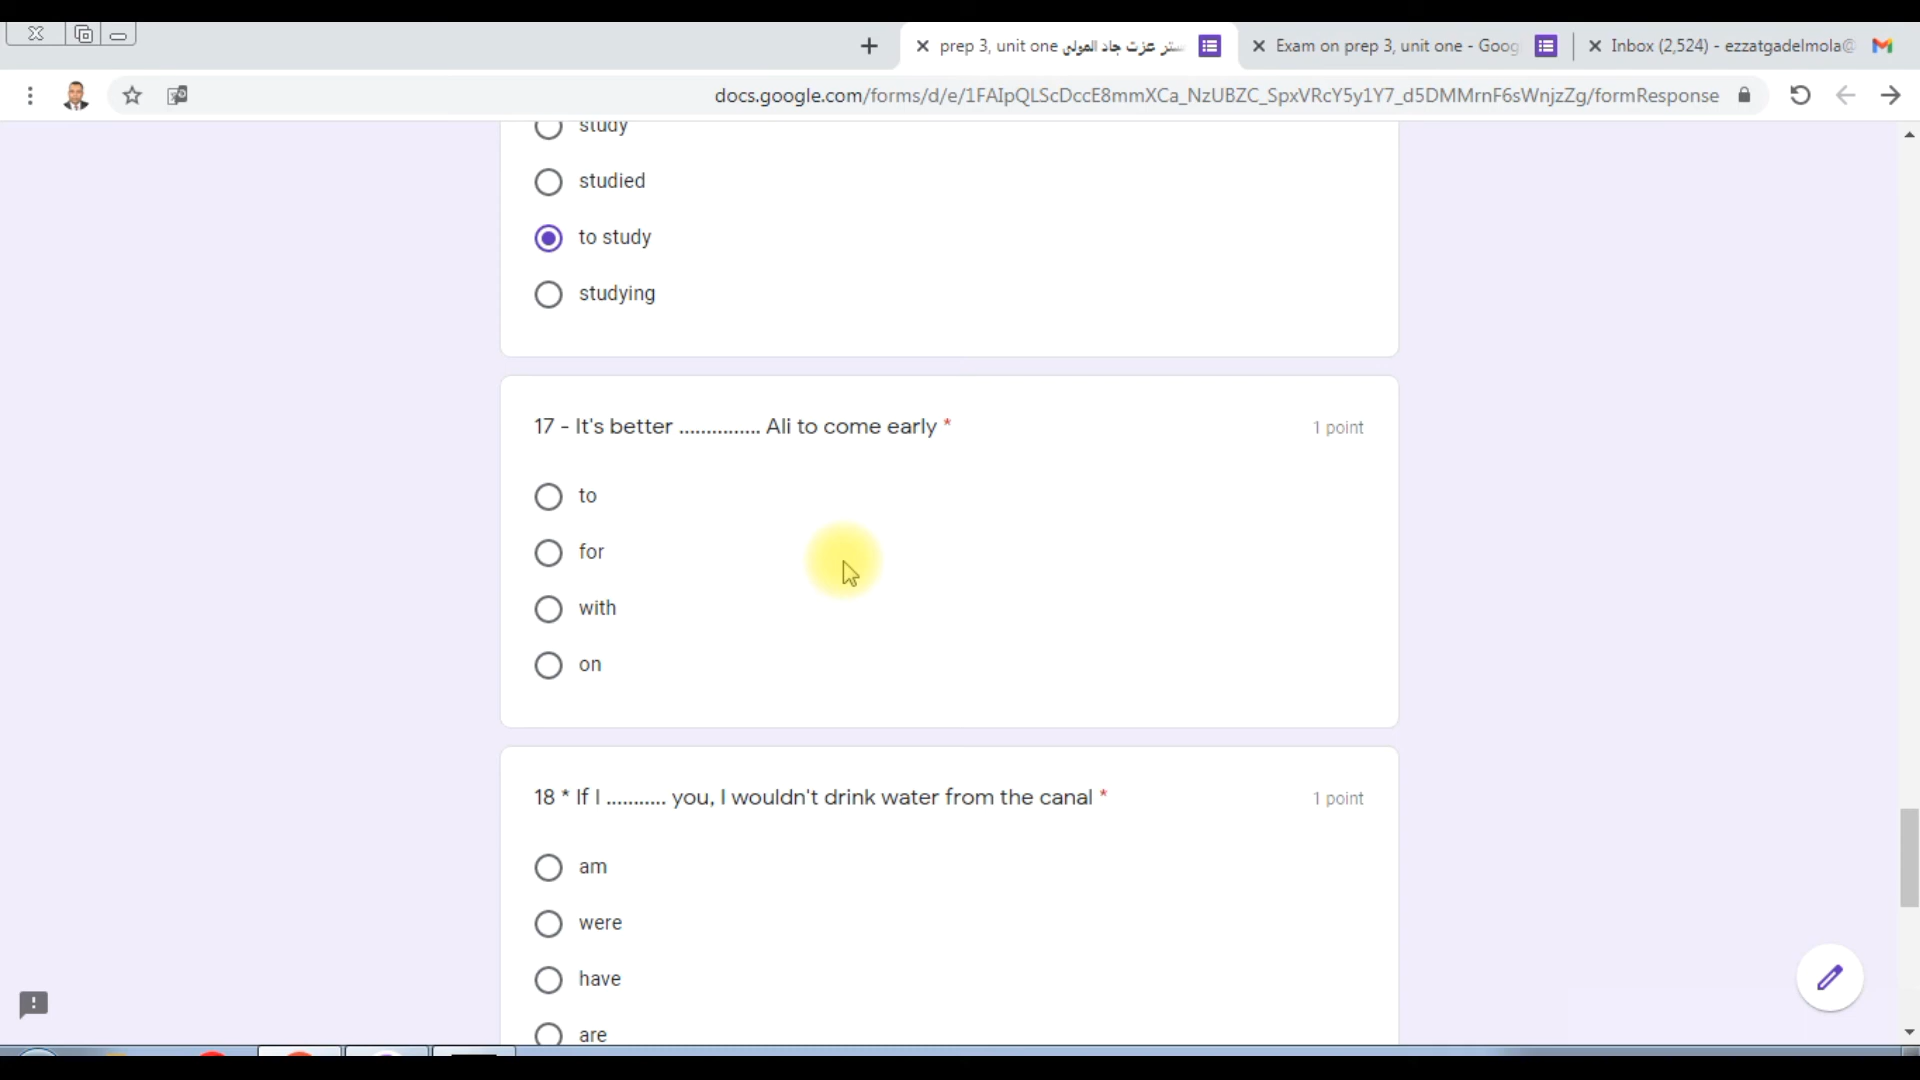 prep 3, unit one ستر عزت جاد المولى
Exam on prep 3, unit one - Goog
Inbox (2,524) - ezzatgadelmola@
docs.google.com/forms/d/e/1FAIpQLScDccE8mmXCa_NzUBZC_SpxVRcY5y1Y7_d5DMMrnF6sWnjzZg/formResponse
study
studied
to study
studying
17 - It's better ............... Ali to come early *
1 point
to
for
with
on
18 * If I ........... you, I wouldn't drink water from the canal *
1 point
am
were
have
are